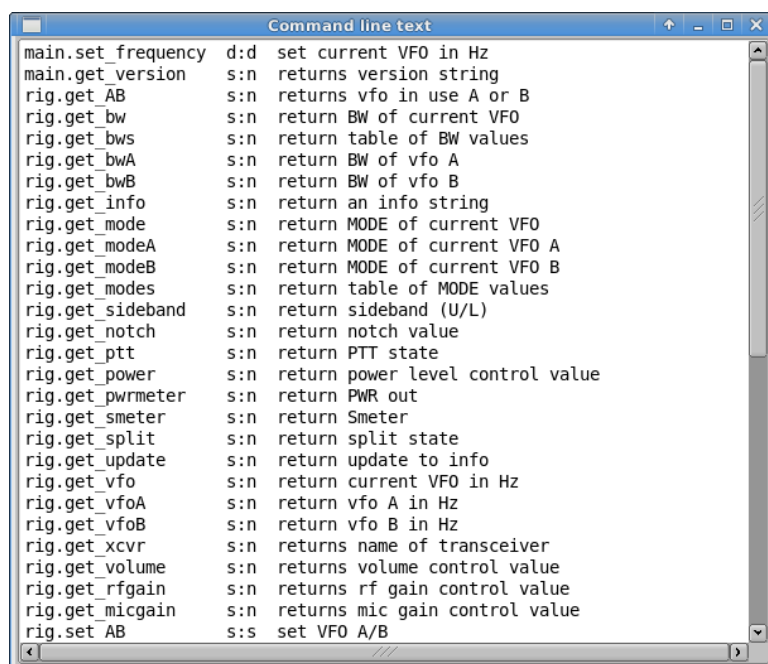 Command line text
main.set_frequency d:d set current VFO in Hz
main.get_version s:n returns version string
rig.get_AB s:n returns vfo in use A or B
rig.get_bw s:n return BW of current VFO
rig.get_bws s:n return table of BW values
rig.get_bwA s:n return BW of vfo A
rig.get_bwB s:n return BW of vfo B
rig.get_info s:n return an info string
rig.get_mode s:n return MODE of current VFO
rig.get_modeA s:n return MODE of current VFO A
rig.get_modeB s:n return MODE of current VFO B
rig.get_modes s:n return table of MODE values
rig.get_sideband s:n return sideband (U/L)
rig.get_notch s:n return notch value
rig.get_ptt s:n return PTT state
rig.get_power s:n return power level control value
rig.get_pwrmeter s:n return PWR out
rig.get_smeter s:n return Smeter
rig.get_split s:n return split state
rig.get_update s:n return update to info
rig.get_vfo s:n return current VFO in Hz
rig.get_vfoA s:n return vfo A in Hz
rig.get_vfoB s:n return vfo B in Hz
rig.get_xcvr s:n returns name of transceiver
rig.get_volume s:n returns volume control value
rig.get_rfgain s:n returns rf gain control value
rig.get_micgain s:n returns mic gain control value
rig.set_AB s:s set VFO A/B